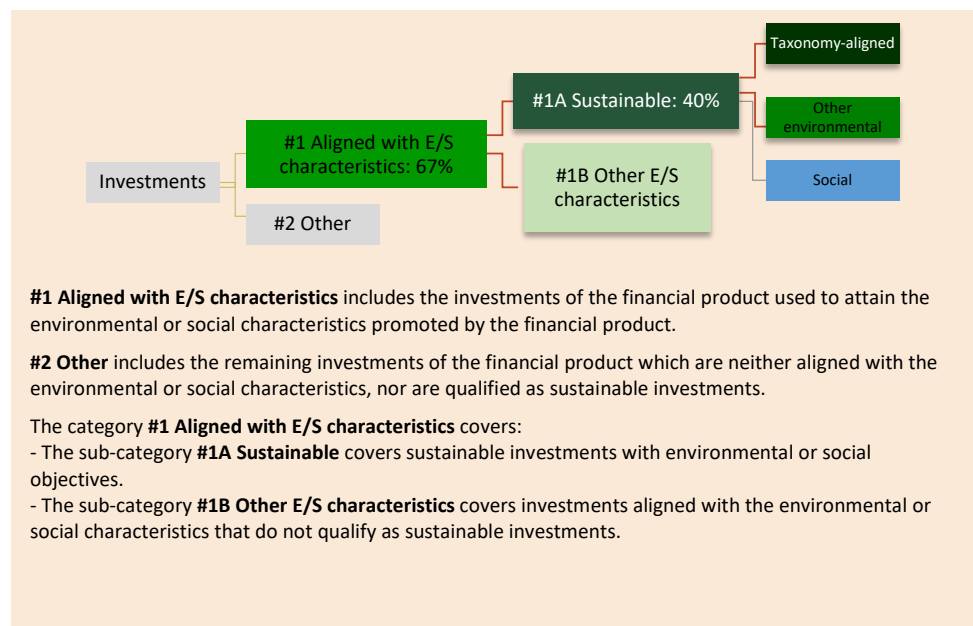 Taxonomy-aligned
#1A Sustainable: 40%
Other
environmental
#1 Aligned with E/S
characteristics: 67%
Investments
#1B Other E/S
characteristics
Social
#2 Other
#1 Aligned with E/S characteristics includes the investments of the financial product used to attain the
environmental or social characteristics promoted by the financial product.
#2 Other includes the remaining investments of the financial product which are neither aligned with the
environmental or social characteristics, nor are qualified as sustainable investments.
The category #1 Aligned with E/S characteristics covers:
- The sub-category #1A Sustainable covers sustainable investments with environmental or social
objectives.
- The sub-category #1B Other E/S characteristics covers investments aligned with the environmental or
social characteristics that do not qualify as sustainable investments.